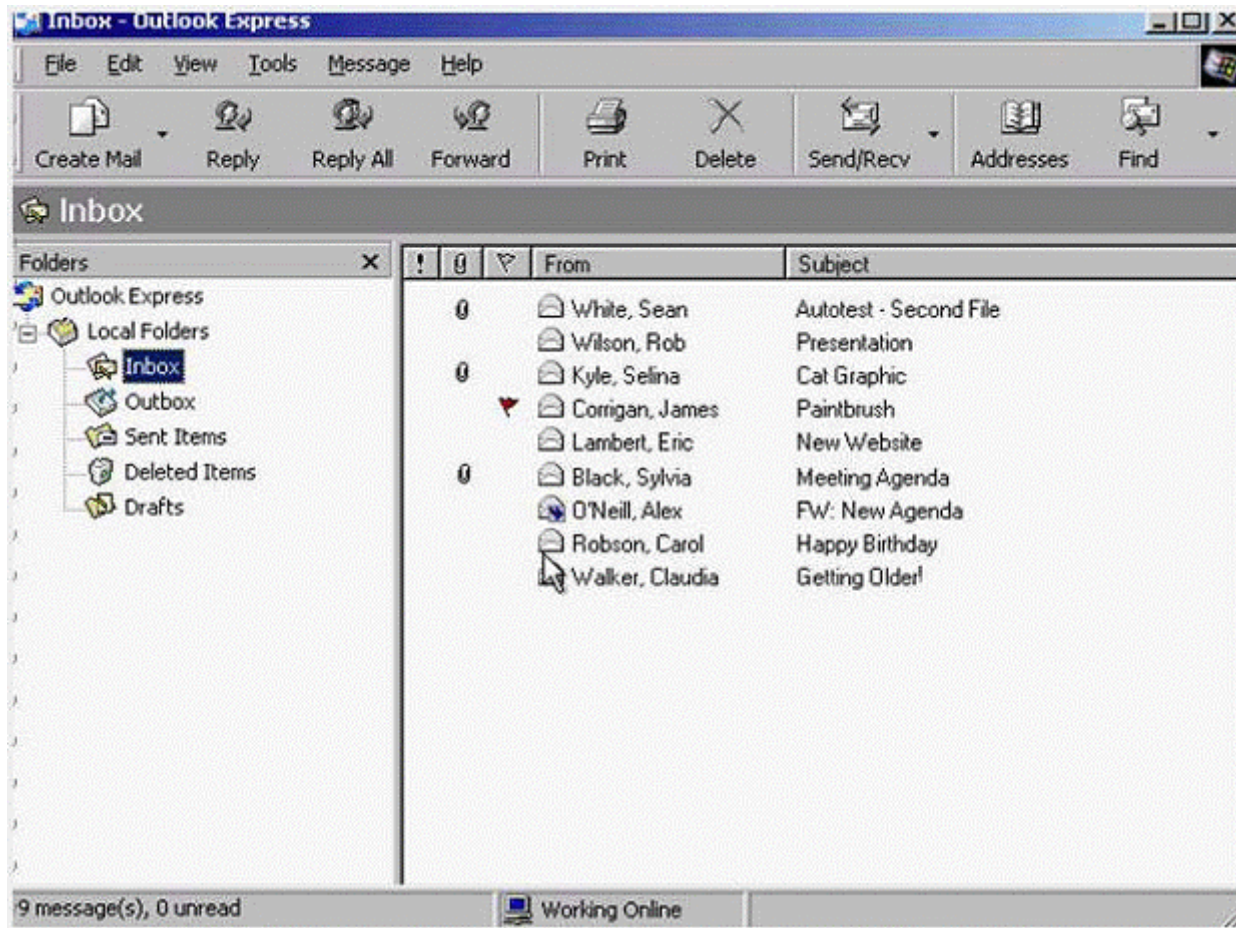 Inbox - Outlook Express
File Edit View Tools Message Help
Create Mail Reply Reply All Forward Print Delete Send/Recv Addresses Find
Inbox
Folders
! From Subject
Outlook Express
Local Folders
Inbox
Outbox
Sent Items
Deleted Items
Drafts
White, Sean Autotest - Second File
Wilson, Rob Presentation
Kyle, Selina Cat Graphic
Corrigan, James Paintbrush
Lambert, Eric New Website
Black, Sylvia Meeting Agenda
O'Neill, Alex FW: New Agenda
Robson, Carol Happy Birthday
Walker, Claudia Getting Older!
9 message(s), 0 unread Working Online